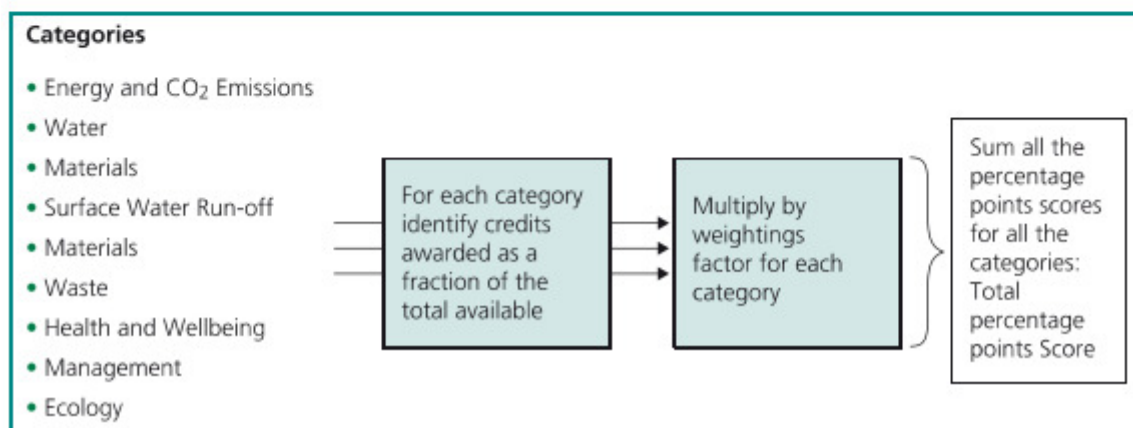 Categories
• Energy and CO₂ Emissions
• Water
• Materials
• Surface Water Run-off
• Materials
• Waste
• Health and Wellbeing
• Management
• Ecology
For each category
identify credits
awarded as a
fraction of the
total available
Multiply by
weightings
factor for each
category
Sum all the
percentage
points scores
for all the
categories:
Total
percentage
points Score